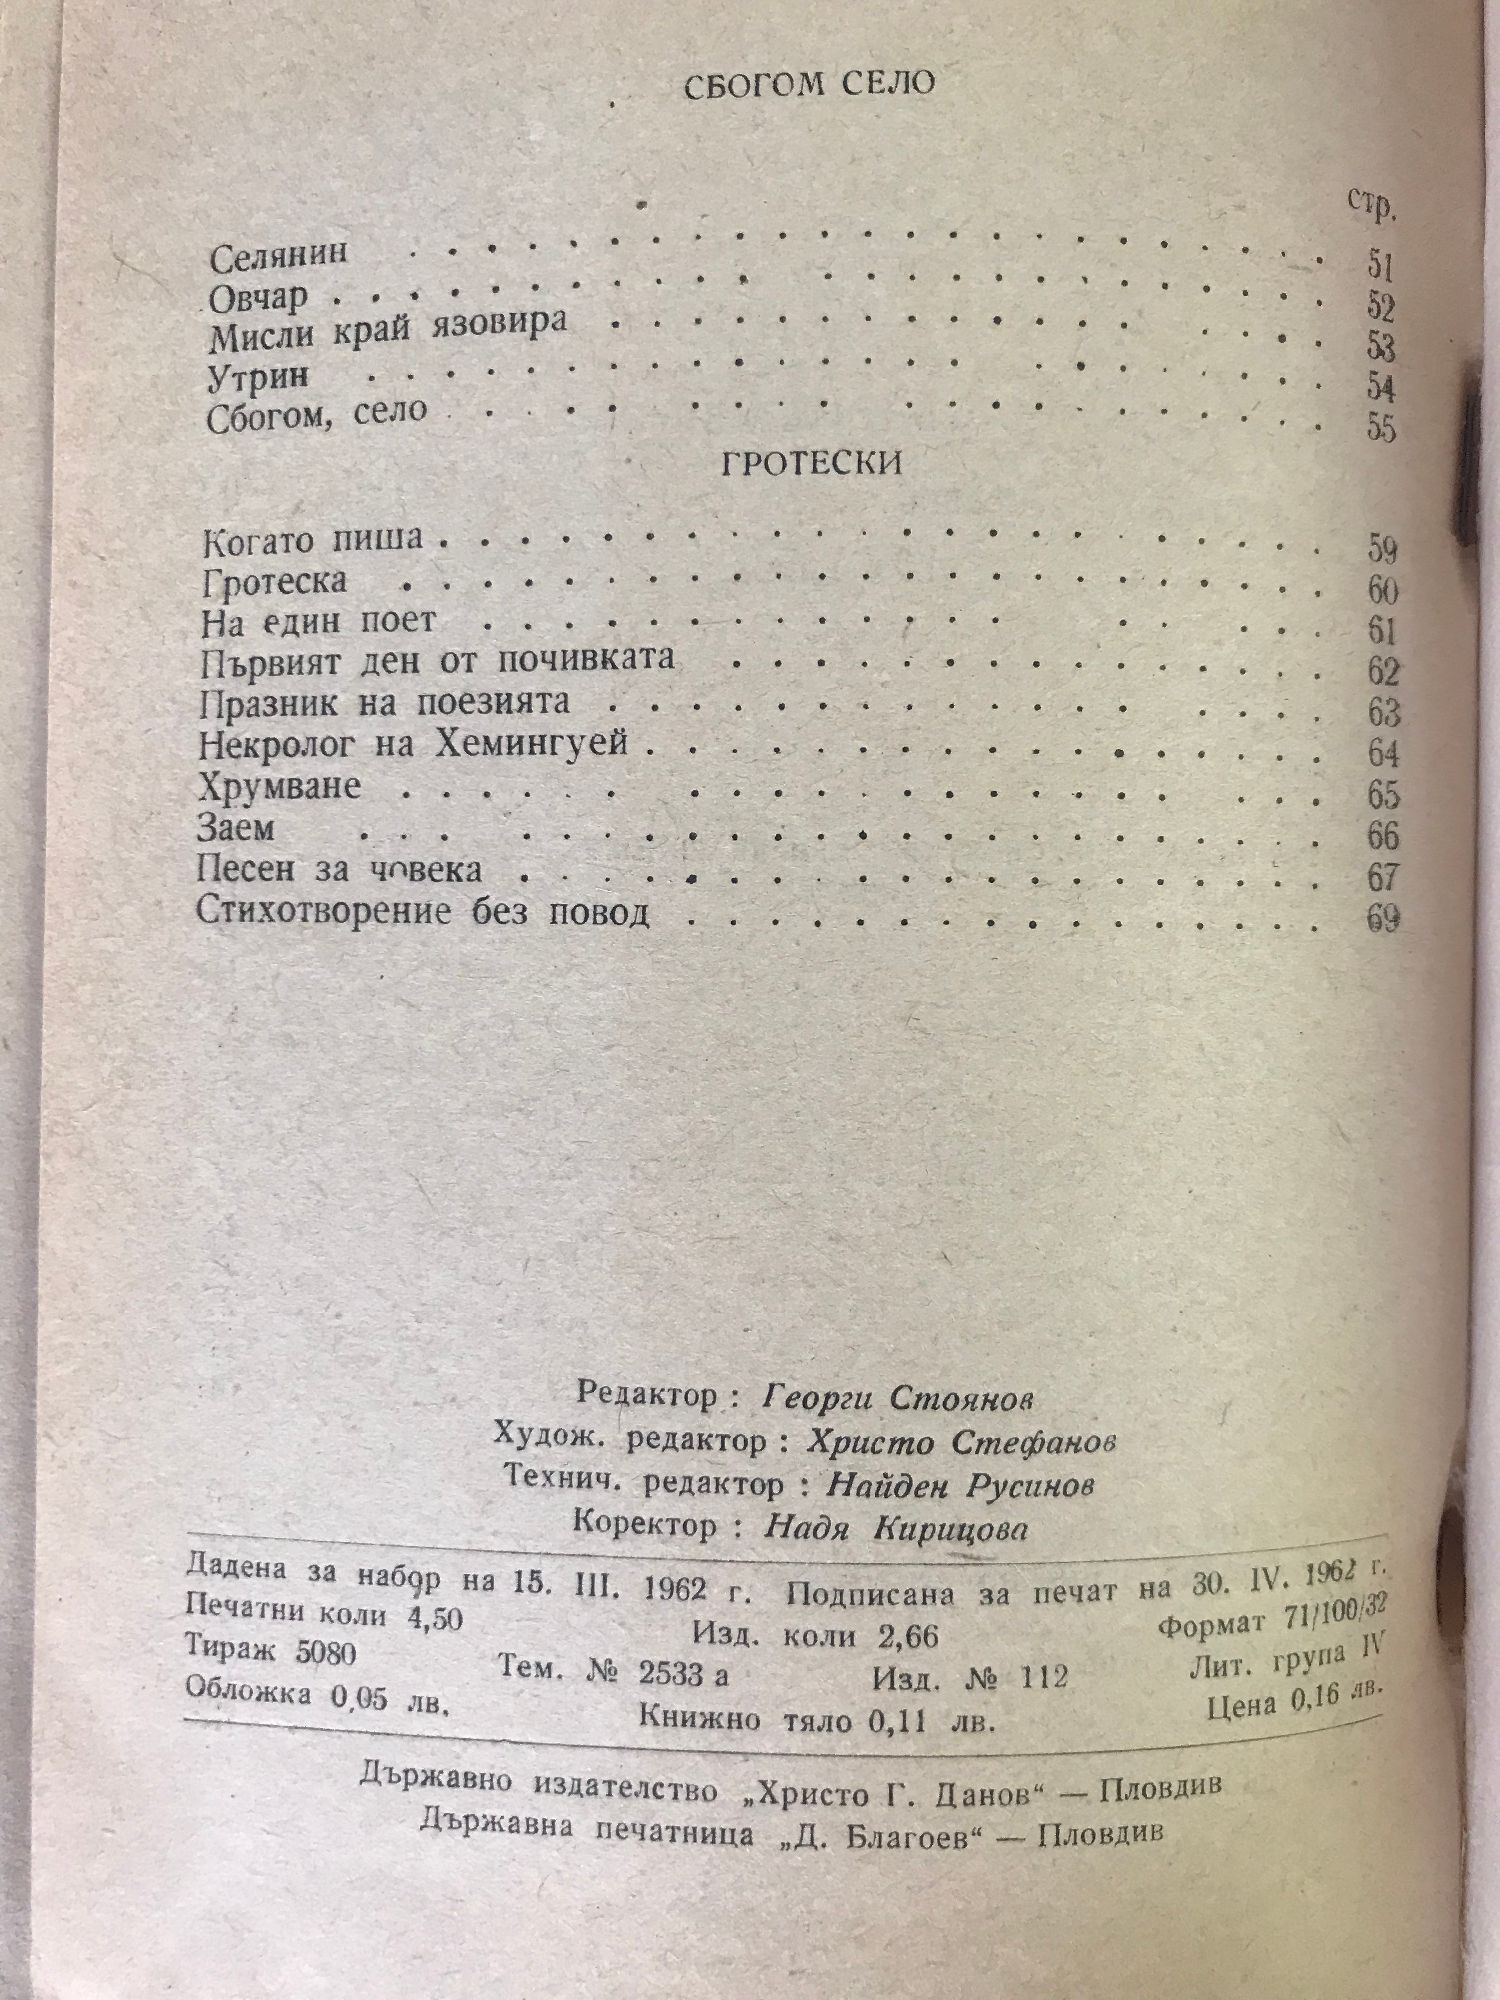 СБОГОМ СЕЛО
стр.
Селянин . . . . . . . . . . . . . . . . . . . . . . . 51
Овчар . . . . . . . . . . . . . . . . . . . . . . . . 52
Мисли край язовира . . . . . . . . . . . . . . . . . 53
Утрин . . . . . . . . . . . . . . . . . . . . . . . . 54
Сбогом, село . . . . . . . . . . . . . . . . . . . . 55
ГРОТЕСКИ
Когато пиша . . . . . . . . . . . . . . . . . . . . . 59
Гротеска . . . . . . . . . . . . . . . . . . . . . . . 60
На един поет . . . . . . . . . . . . . . . . . . . . 61
Първият ден от почивката . . . . . . . . . . . . . . . 62
Празник на поезията . . . . . . . . . . . . . . . . . 63
Некролог на Хемингуей . . . . . . . . . . . . . . . . 64
Хрумване . . . . . . . . . . . . . . . . . . . . . . 65
Заем . . . . . . . . . . . . . . . . . . . . . . . . 66
Песен за човека . . . . . . . . . . . . . . . . . . . 67
Стихотворение без повод . . . . . . . . . . . . . . . 69
Редактор : Георги Стоянов
Худож. редактор : Христо Стефанов
Технич. редактор : Найден Русинов
Коректор : Надя Кирицова
Дадена за набор на 15. III. 1962 г. Подписана за печат на 30. IV. 1962 г.
Печатни коли 4,50 Изд. коли 2,66 Формат 71/100/32
Тираж 5080 Тем. № 2533 а Изд. № 112 Лит. група IV
Обложка 0,05 лв. Книжно тяло 0,11 лв. Цена 0,16 лв.
Държавно издателство „Христо Г. Данов“ — Пловдив
Държавна печатница „Д. Благоев“ — Пловдив